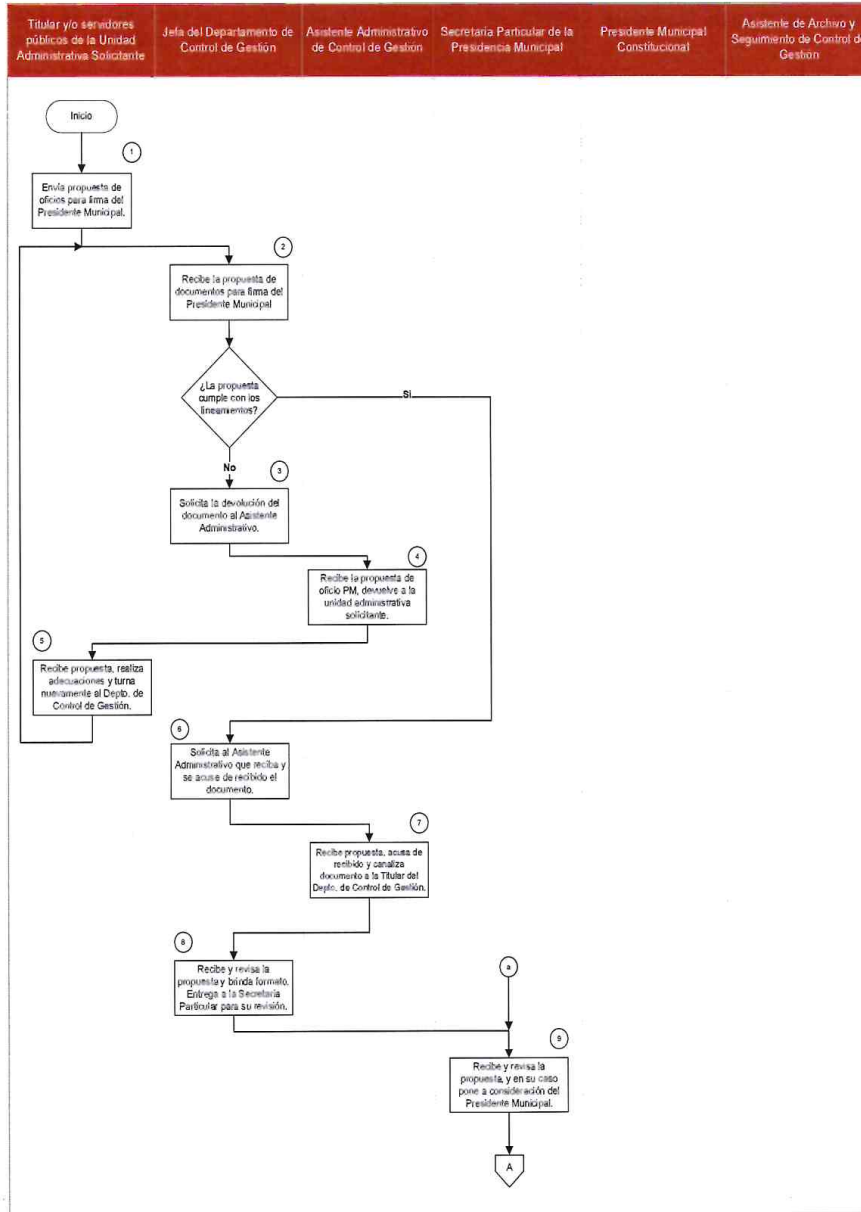 Titular y/o servidores
públicos de la Unidad
Administrativa Solicitante
Jefa del Departamento de
Control de Gestión
Asistente Administrativo
de Control de Gestión
Secretaria Particular de la
Presidencia Municipal
Presidente Municipal
Constitucional
Asistente de Archivo y
Seguimiento de Control de
Gestión
Inicio
1
Envía propuesta de
oficios para firma del
Presidente Municipal.
2
Recibe la propuesta de
documentos para firma del
Presidente Municipal
¿La propuesta
cumple con los
lineamientos?
Si
No
3
Solicita la devolución del
documento al Asistente
Administrativo.
4
Recibe la propuesta de
oficio PM, devuelve a la
unidad administrativa
solicitante.
5
Recibe propuesta, realiza
adecuaciones y turna
nuevamente al Depto. de
Control de Gestión.
6
Solicita al Asistente
Administrativo que reciba y
se acuse de recibido el
documento.
7
Recibe propuesta, acusa de
recibido y canaliza
documento a la Titular del
Depto. de Control de Gestión.
8
Recibe y revisa la
propuesta y brinda formato.
Entrega a la Secretaria
Particular para su revisión.
a
9
Recibe y revisa la
propuesta, y en su caso
pone a consideración del
Presidente Municipal.
A